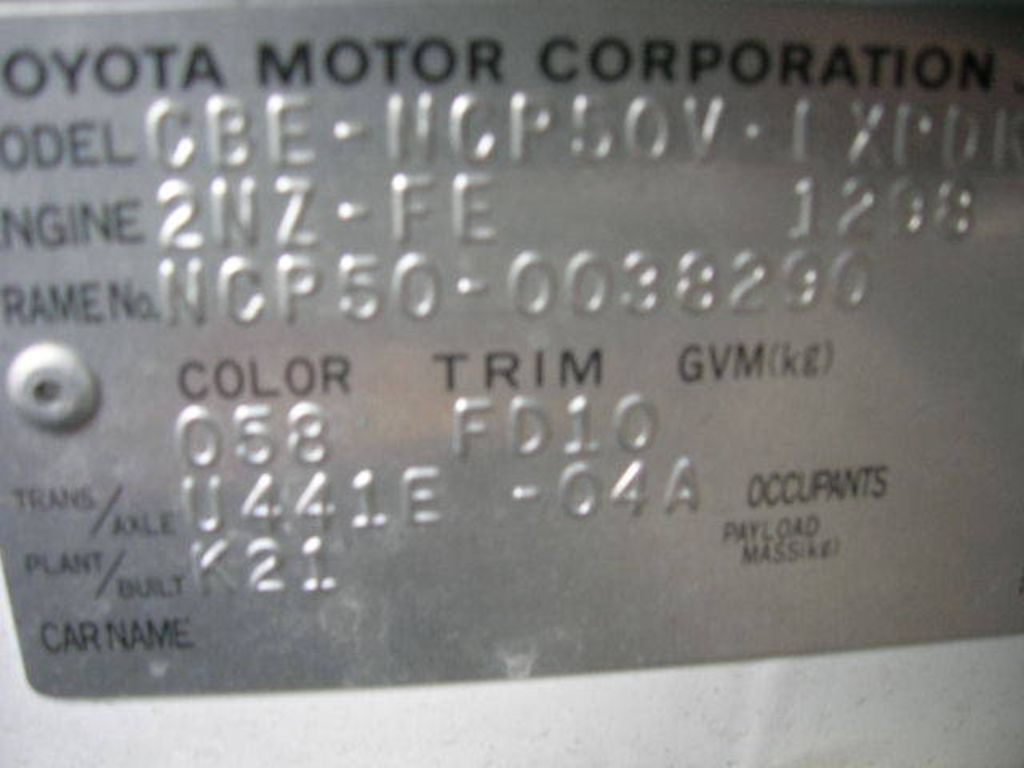 OYOTA MOTOR CORPORATION
ODEL CBE-NCP50V-LXPDK
NGINE 2NZ-FE 1298
RAME No. NCP50-0038290
COLOR TRIM GVM(kg)
058 FD10
TRANS/AXLE U441E -04A OCCUPANTS
PAYLOAD
MASS(kg)
PLANT/BUILT K21
CAR NAME